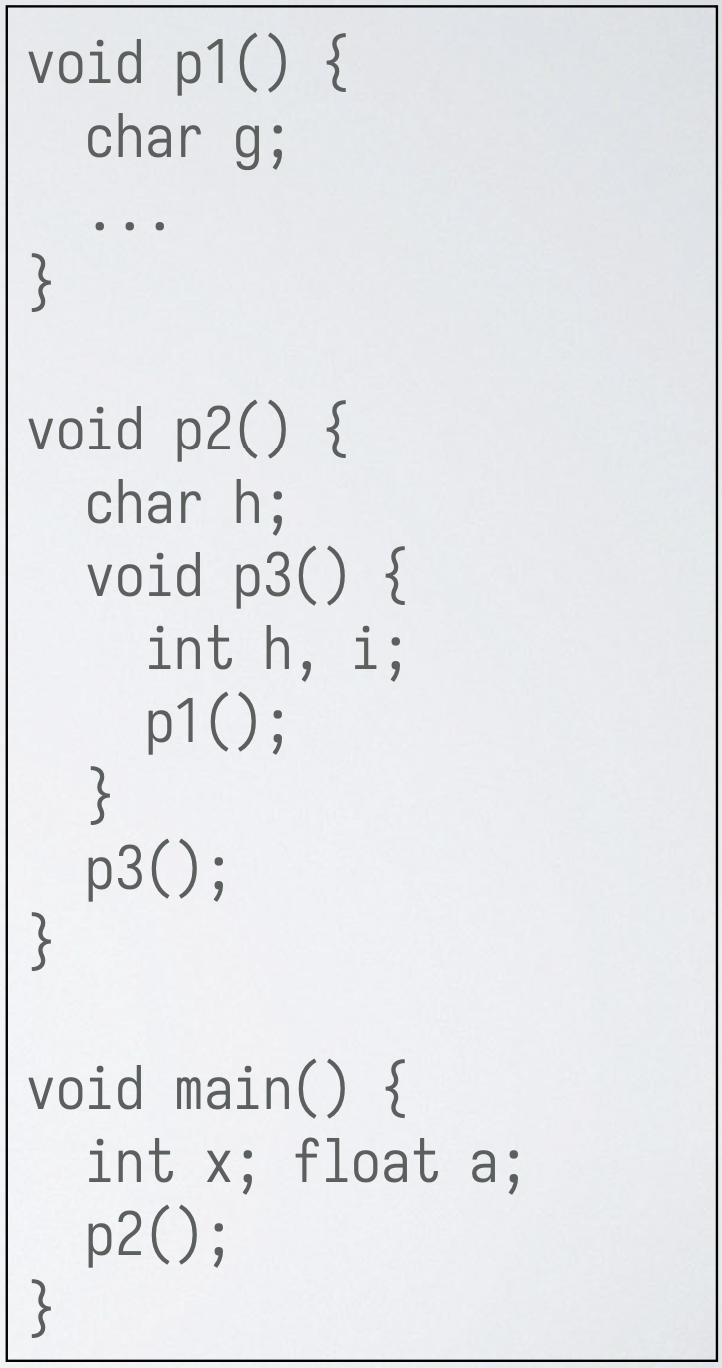 void p1() {
  char g;
  ...
}

void p2() {
  char h;
  void p3() {
    int h, i;
    p1();
  }
  p3();
}

void main() {
  int x; float a;
  p2();
}